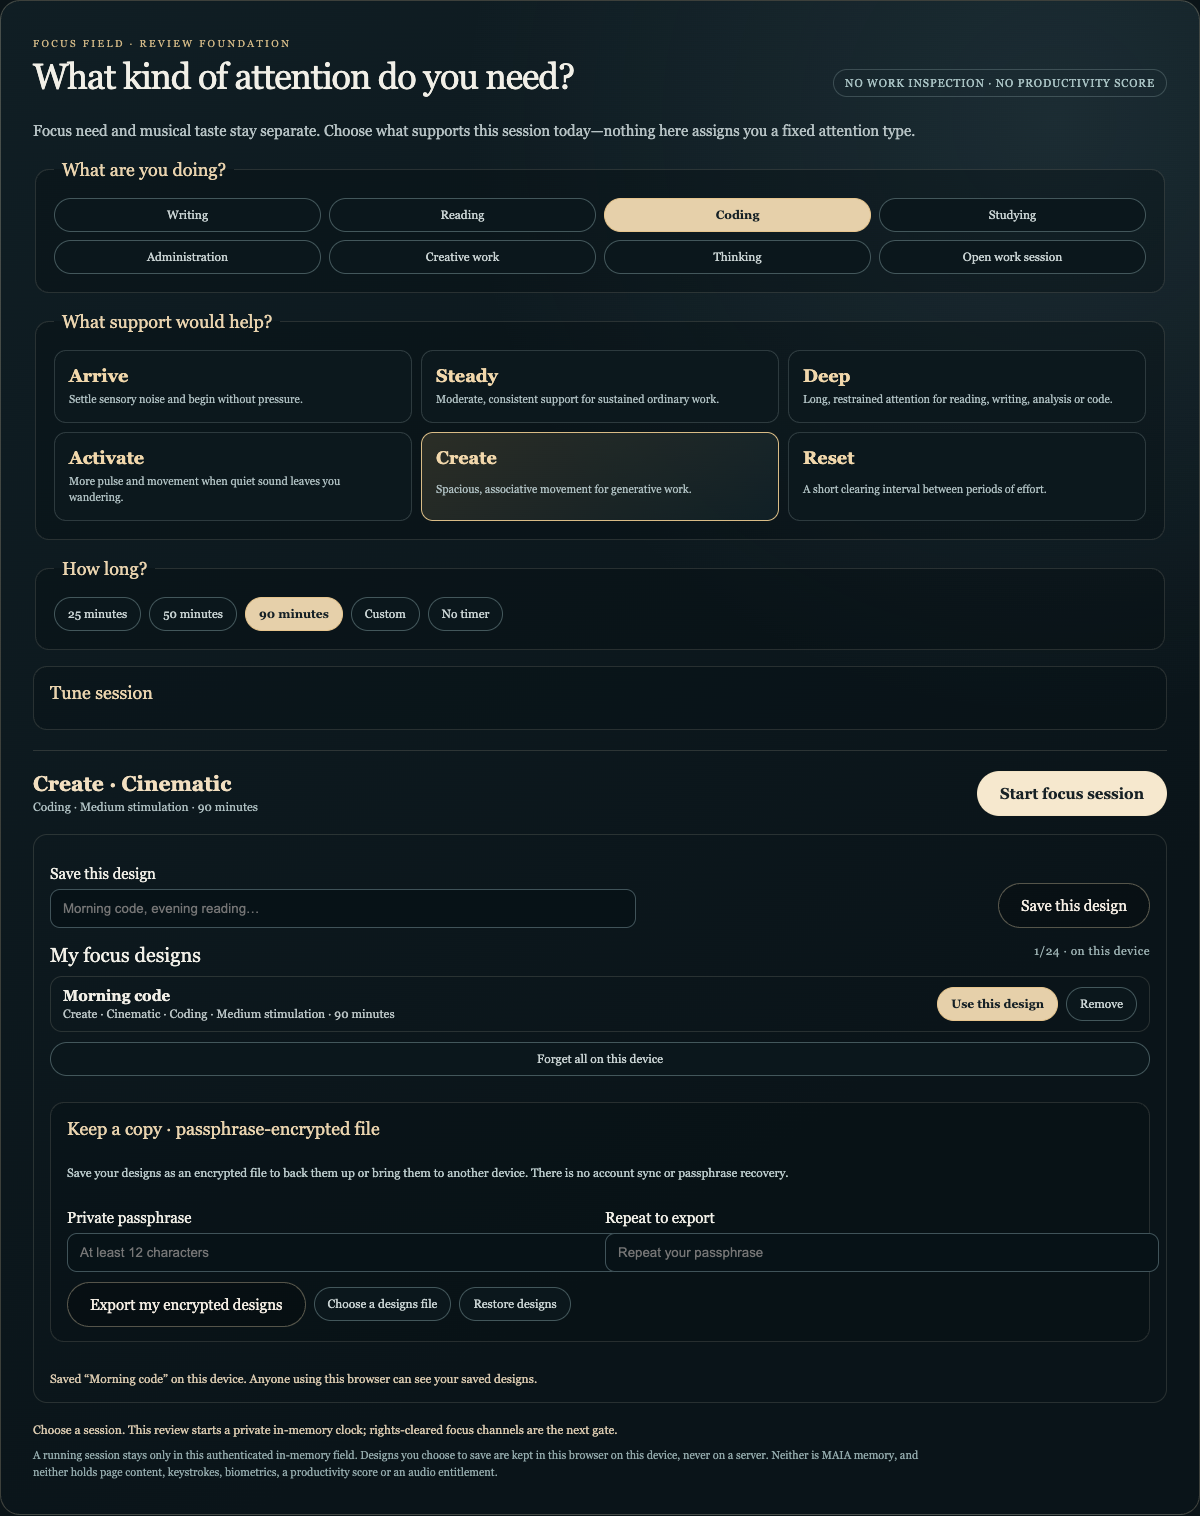 FOCUS FIELD · REVIEW FOUNDATION
What kind of attention do you need?
NO WORK INSPECTION · NO PRODUCTIVITY SCORE
Focus need and musical taste stay separate. Choose what supports this session today—nothing here assigns you a fixed attention type.
What are you doing?
Writing
Reading
Coding
Studying
Administration
Creative work
Thinking
Open work session
What support would help?
Arrive
Settle sensory noise and begin without pressure.
Steady
Moderate, consistent support for sustained ordinary work.
Deep
Long, restrained attention for reading, writing, analysis or code.
Activate
More pulse and movement when quiet sound leaves you
wandering.
Create
Spacious, associative movement for generative work.
Reset
A short clearing interval between periods of effort.
How long?
25 minutes
50 minutes
90 minutes
Custom
No timer
Tune session
Create · Cinematic
Coding · Medium stimulation · 90 minutes
Start focus session
Save this design
Morning code, evening reading…
Save this design
My focus designs
1/24 · on this device
Morning code
Create · Cinematic · Coding · Medium stimulation · 90 minutes
Use this design
Remove
Forget all on this device
Keep a copy · passphrase-encrypted file
Save your designs as an encrypted file to back them up or bring them to another device. There is no account sync or passphrase recovery.
Private passphrase
Repeat to export
At least 12 characters
Repeat your passphrase
Export my encrypted designs
Choose a designs file
Restore designs
Saved “Morning code” on this device. Anyone using this browser can see your saved designs.
Choose a session. This review starts a private in-memory clock; rights-cleared focus channels are the next gate.
A running session stays only in this authenticated in-memory field. Designs you choose to save are kept in this browser on this device, never on a server. Neither is MAIA memory, and
neither holds page content, keystrokes, biometrics, a productivity score or an audio entitlement.